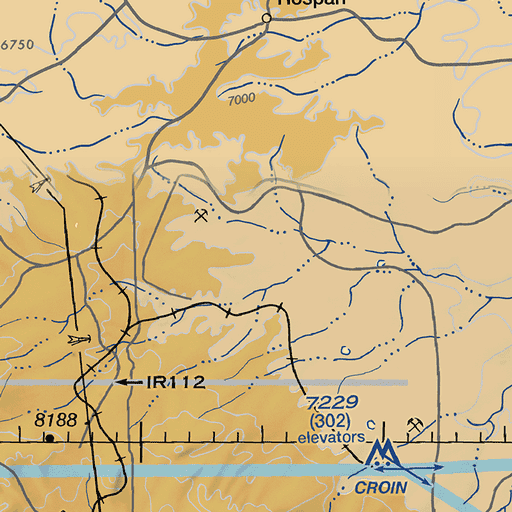 Hospah
6750
7000
IR112
8188
7229
(302)
elevators
CROIN